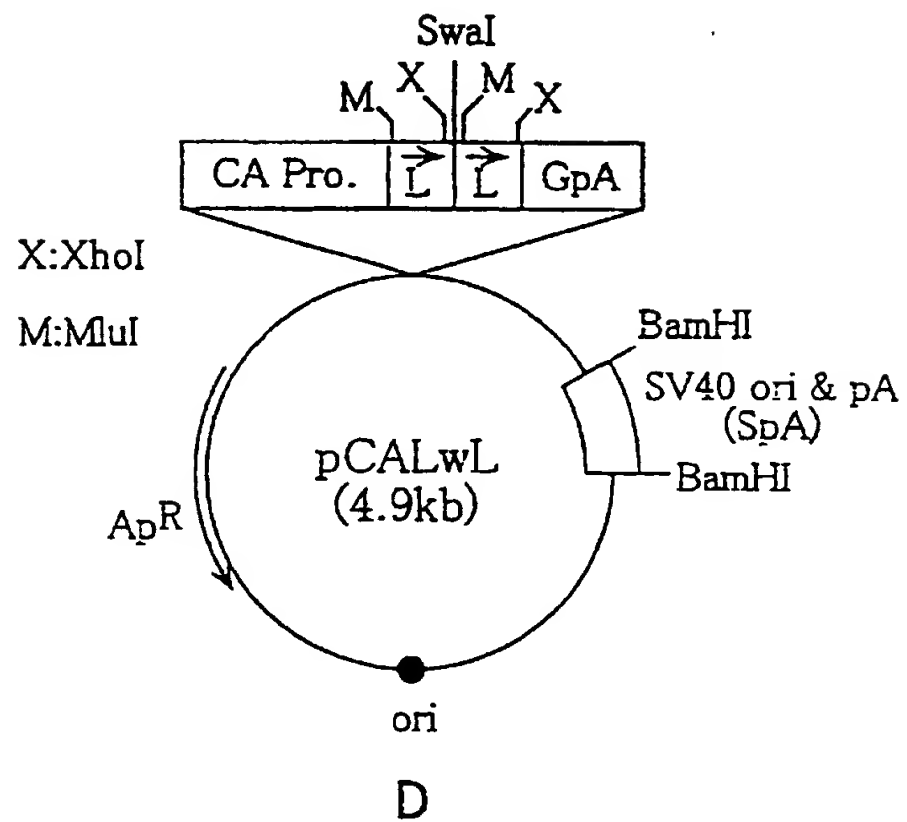 SwaI
M X M X
CA Pro. L L GpA
X:XhoI
M:MluI
BamHI
SV40 ori & pA
(SpA)
BamHI
pCALwL
(4.9kb)
ApR
ori
D